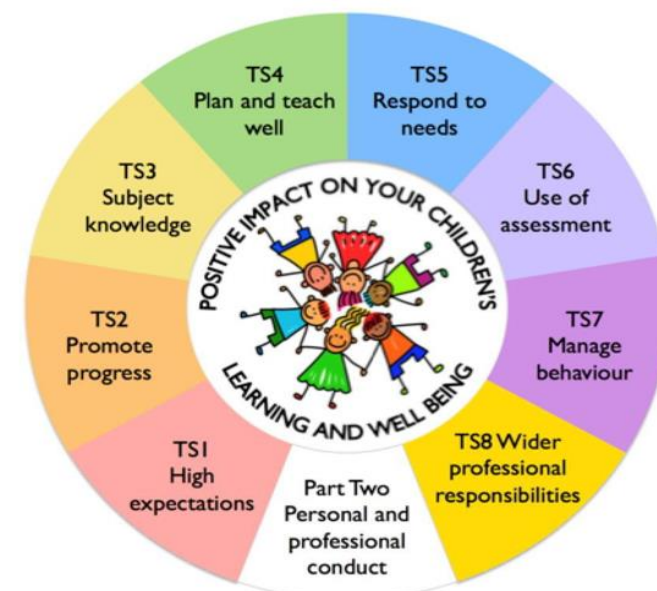 TS4
Plan and teach
well
TS5
Respond to
needs
TS3
Subject
knowledge
TS6
Use of
assessment
POSITIVE IMPACT ON YOUR CHILDREN'S
LEARNING AND WELL BEING
TS2
Promote
progress
TS7
Manage
behaviour
TS1
High
expectations
TS8 Wider
professional
responsibilities
Part Two
Personal and
professional
conduct